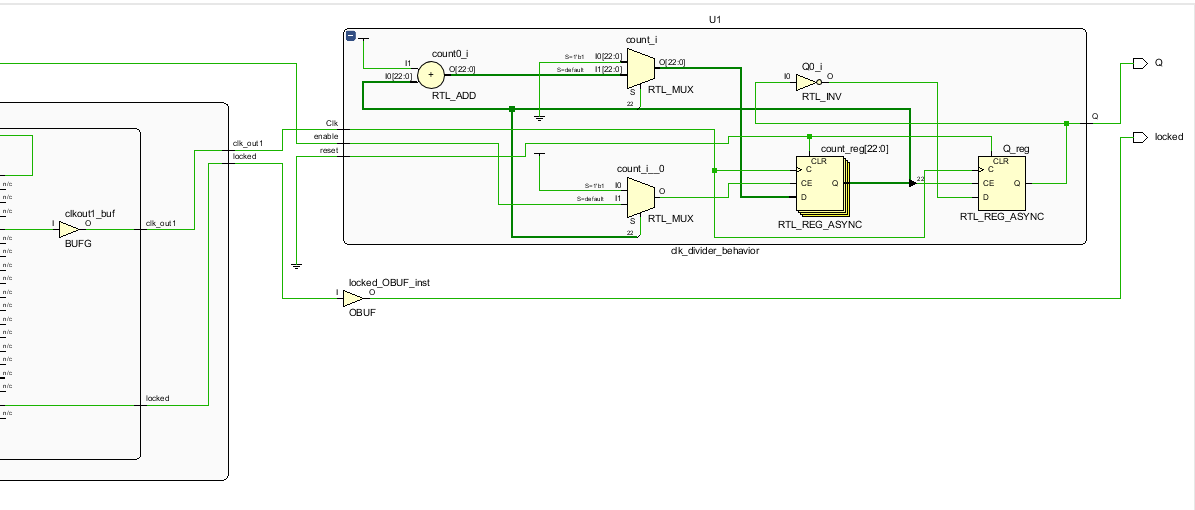 U1
count_i
count0_i
S=1'b1 I0[22:0]
I1
O[22:0]
S=default I1[22:0]
O[22:0]
I0[22:0]
+
RTL_ADD
S
RTL_MUX
22
Q0_i
I0 O
RTL_INV
Q
Q
Clk
enable
reset
locked
clk_out1
locked
count_reg[22:0]
CLR
C
CE Q
D
RTL_REG_ASYNC
22
Q_reg
CLR
C
CE Q
D
RTL_REG_ASYNC
count_i__0
S=1'b1 I0
O
S=default I1
S
RTL_MUX
22
clk_divider_behavior
n/c
n/c
n/c
clkout1_buf
I O
BUFG
clk_out1
n/c
n/c
n/c
n/c
n/c
n/c
n/c
n/c
n/c
n/c
n/c
n/c
locked
n/c
locked_OBUF_inst
I O
OBUF